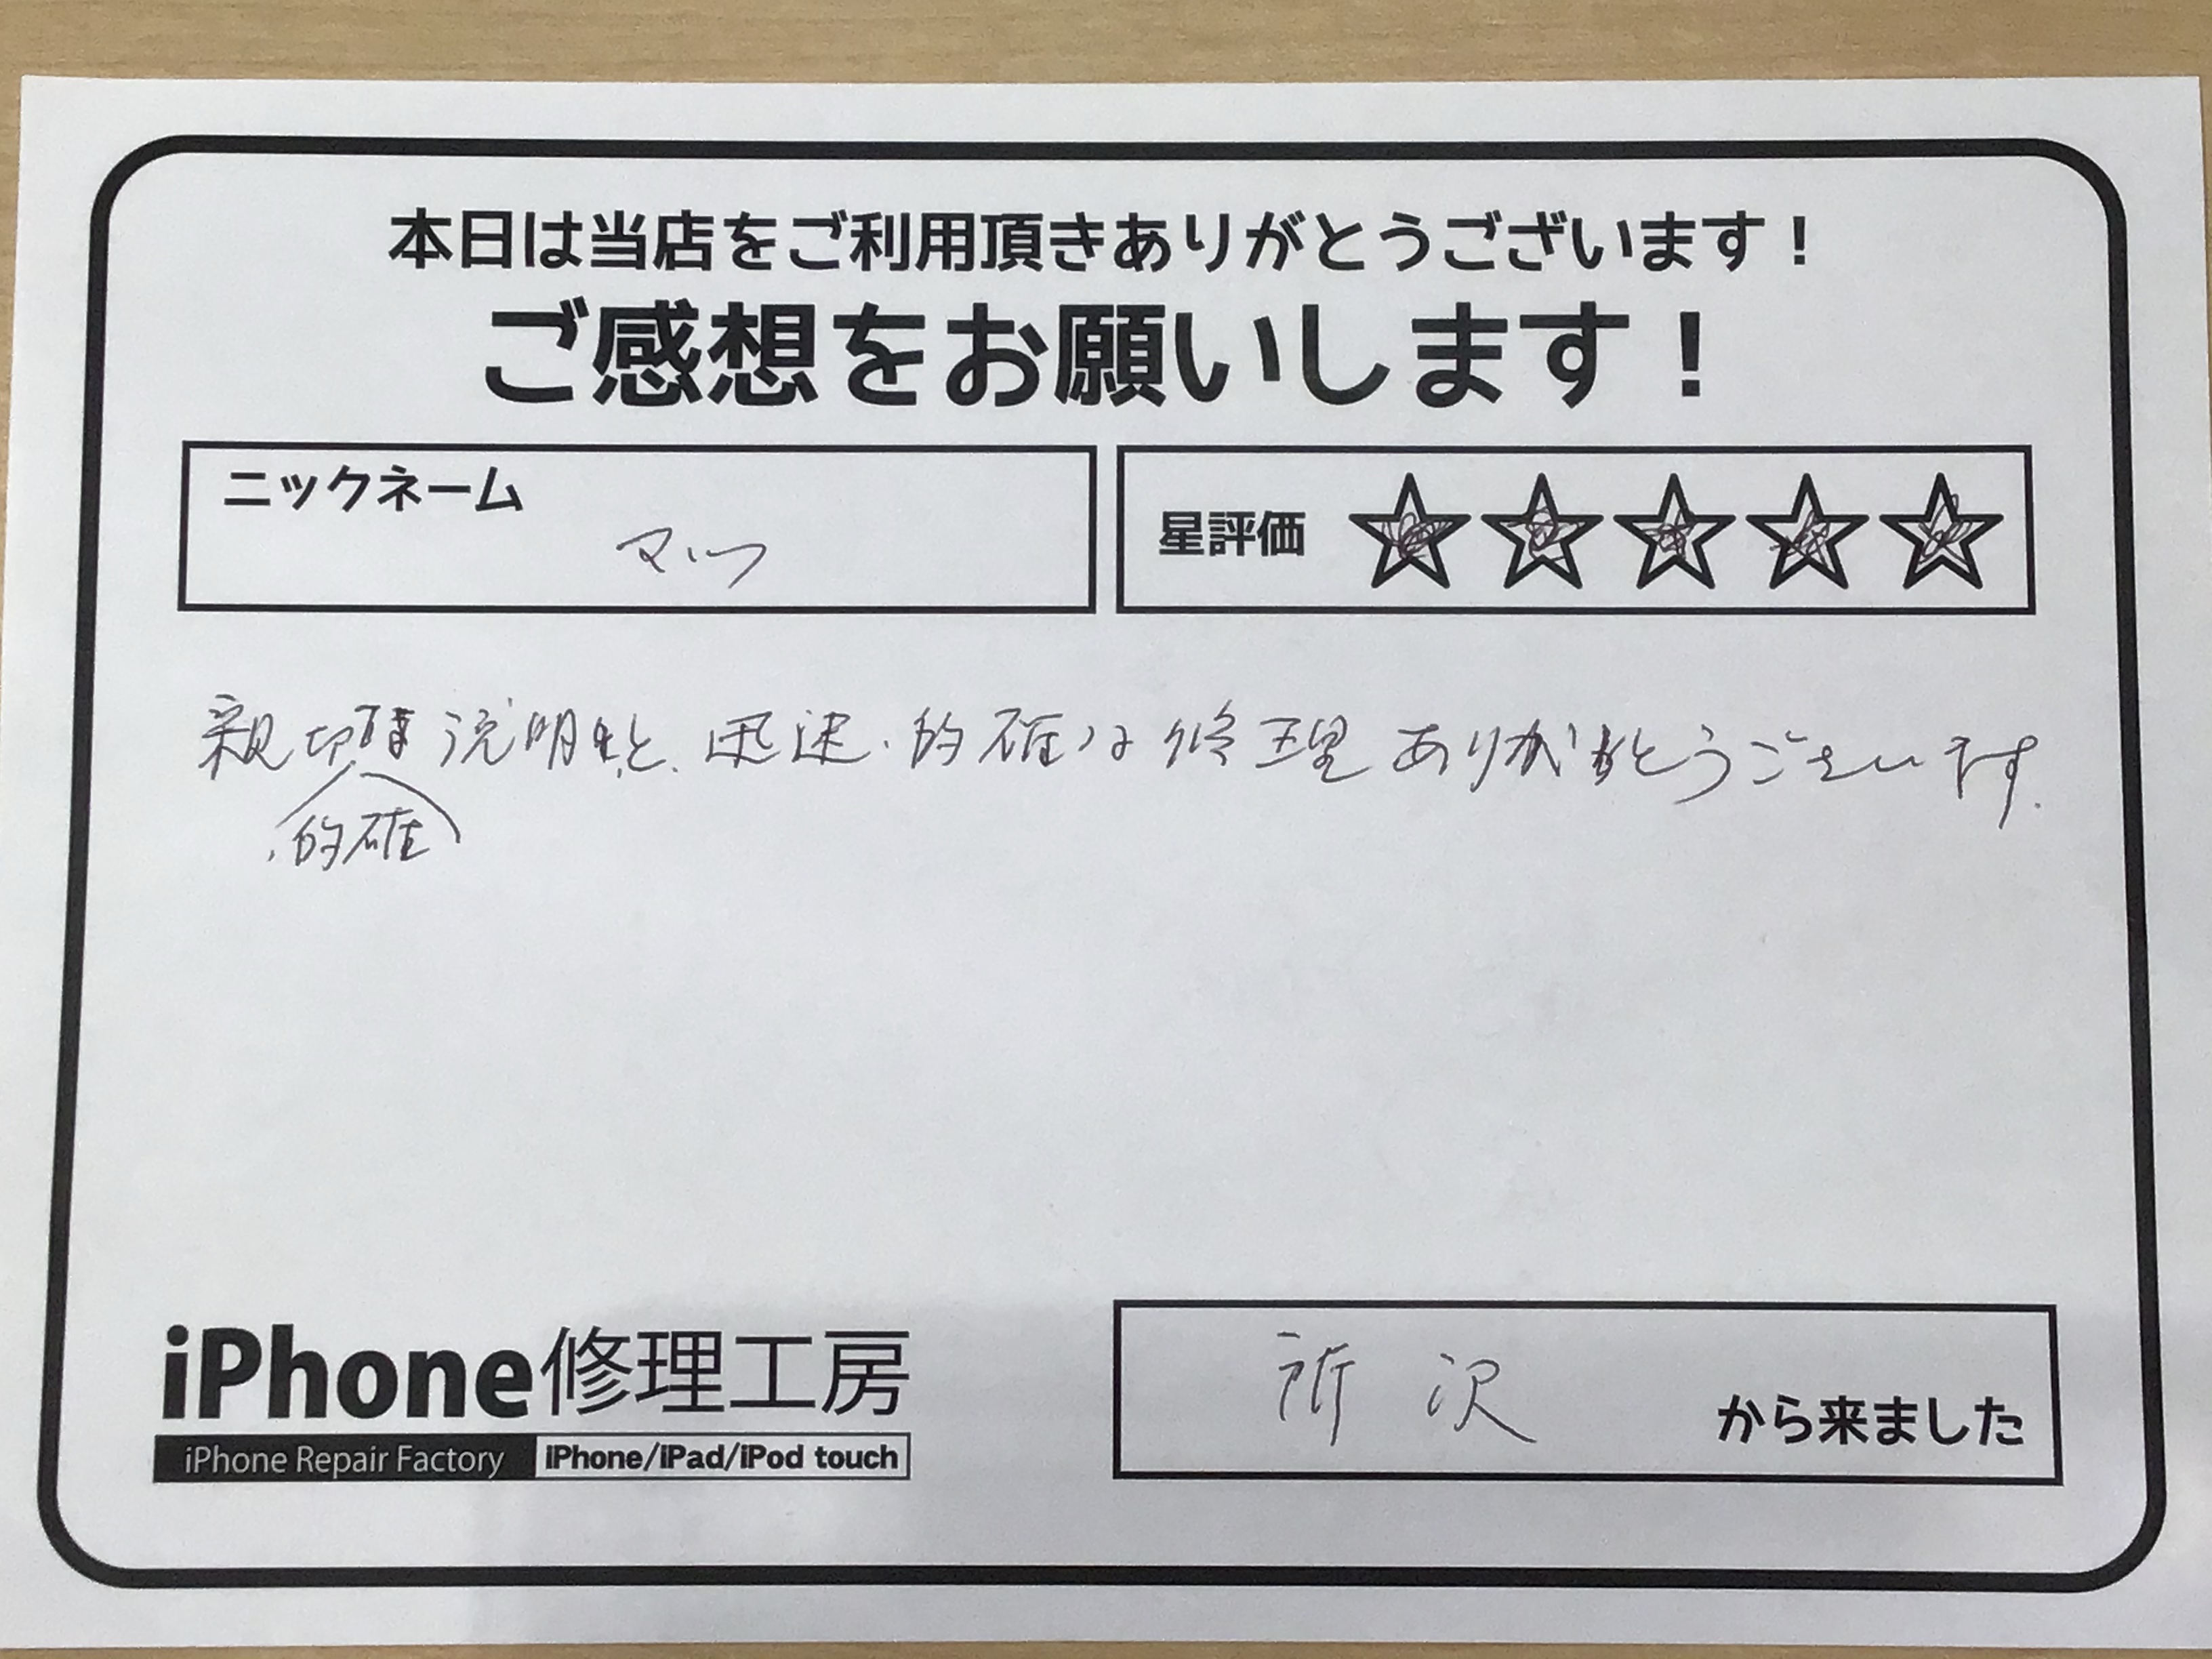 本日は当店をご利用頂きありがとうございます！
ご感想をお願いします！
ニックネーム
マツ
星評価 ☆☆☆☆☆
親切 説明と、迅速・的確な修理ありがとうございます.
・的確
iPhone修理工房
iPhone Repair Factory iPhone/iPad/iPod touch
所沢 から来ました